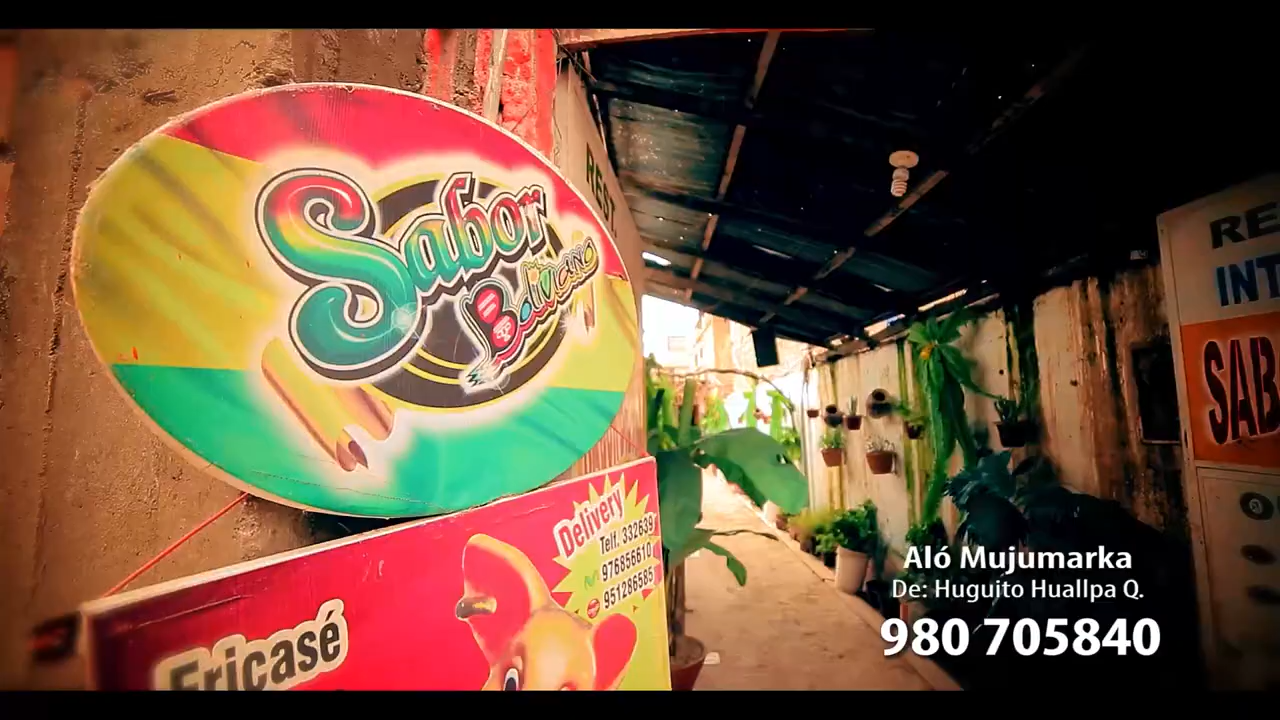 Sabor
Boliviano
Delivery
Telf. 332639
976856610
951286585
Fricasé
REST
RE
INT
SAB
Aló Mujumarka
De: Huguito Huallpa Q.
980 705840